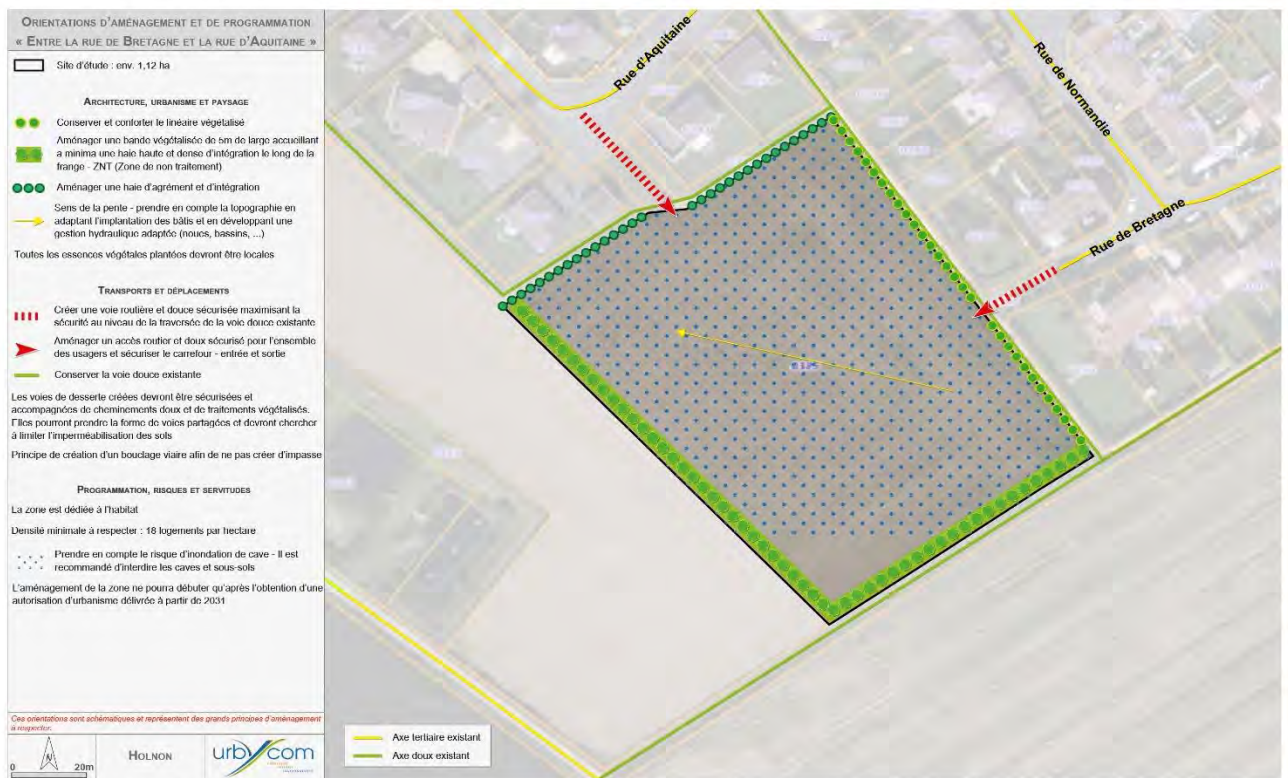 ORIENTATIONS D'AMÉNAGEMENT ET DE PROGRAMMATION
« ENTRE LA RUE DE BRETAGNE ET LA RUE D'AQUITAINE »
Site d'étude : env. 1,12 ha
ARCHITECTURE, URBANISME ET PAYSAGE
Conserver et conforter le linéaire végétalisé
Aménager une bande végétalisée de 5m de large accueillant
a minima une haie haute et dense d'intégration le long de la
frange - ZNT (Zone de non traitement)
Aménager une haie d'agrément et d'intégration
Sens de la pente - prendre en compte la topographie en
adaptant l'implantation des bâtis et en développant une
gestion hydraulique adaptée (noues, bassins, ...)
Toutes les essences végétales plantées devront être locales
TRANSPORTS ET DÉPLACEMENTS
Créer une voie routière et douce sécurisée maximisant la
sécurité au niveau de la traversée de la voie douce existante
Aménager un accès routier et doux sécurisé pour l'ensemble
des usagers et sécuriser le carrefour - entrée et sortie
Conserver la voie douce existante
Les voies de desserte créées devront être sécurisées et
accompagnées de cheminements doux et de traitements végétalisés.
Elles pourront prendre la forme de voies partagées et devront chercher
à limiter l'imperméabilisation des sols
Principe de création d'un bouclage viaire afin de ne pas créer d'impasse
PROGRAMMATION, RISQUES ET SERVITUDES
La zone est dédiée à l'habitat
Densité minimale à respecter : 18 logements par hectare
Prendre en compte le risque d'inondation de cave - Il est
recommandé d'interdire les caves et sous-sols
L'aménagement de la zone ne pourra débuter qu'après l'obtention d'une
autorisation d'urbanisme délivrée à partir de 2031
Ces orientations sont schématiques et représentent des grands principes d'aménagement
à respecter.
N
0 20m
HOLNON
urbycom
Rue d'Aquitaine
Rue de Normandie
Rue de Bretagne
Axe tertiaire existant
Axe doux existant